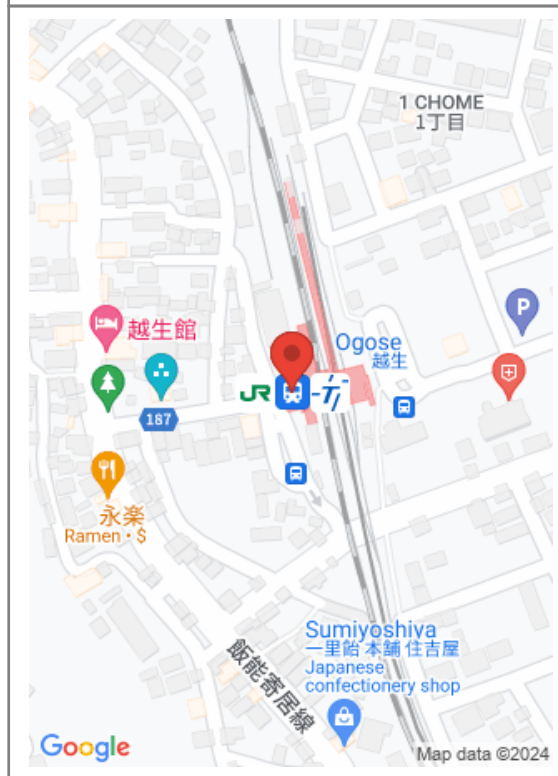 1 CHOME
1丁目
P
越生館
Ogose
越生
JR
187
永楽
Ramen • $
飯能寄居線
Sumiyoshiya
一里飴 本舗 住吉屋
Japanese
confectionery shop
Google
Map data ©2024